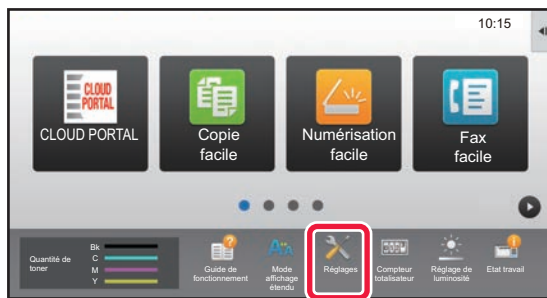 10:15
CLOUD
PORTAL
CLOUD PORTAL
Copie
facile
Numérisation
facile
Fax
facile
Quantité de
toner
Bk
C
M
Y
Guide de
fonctionnement
Mode
affichage
étendu
Réglages
Compteur
totalisateur
Réglage de
luminosité
Etat travail